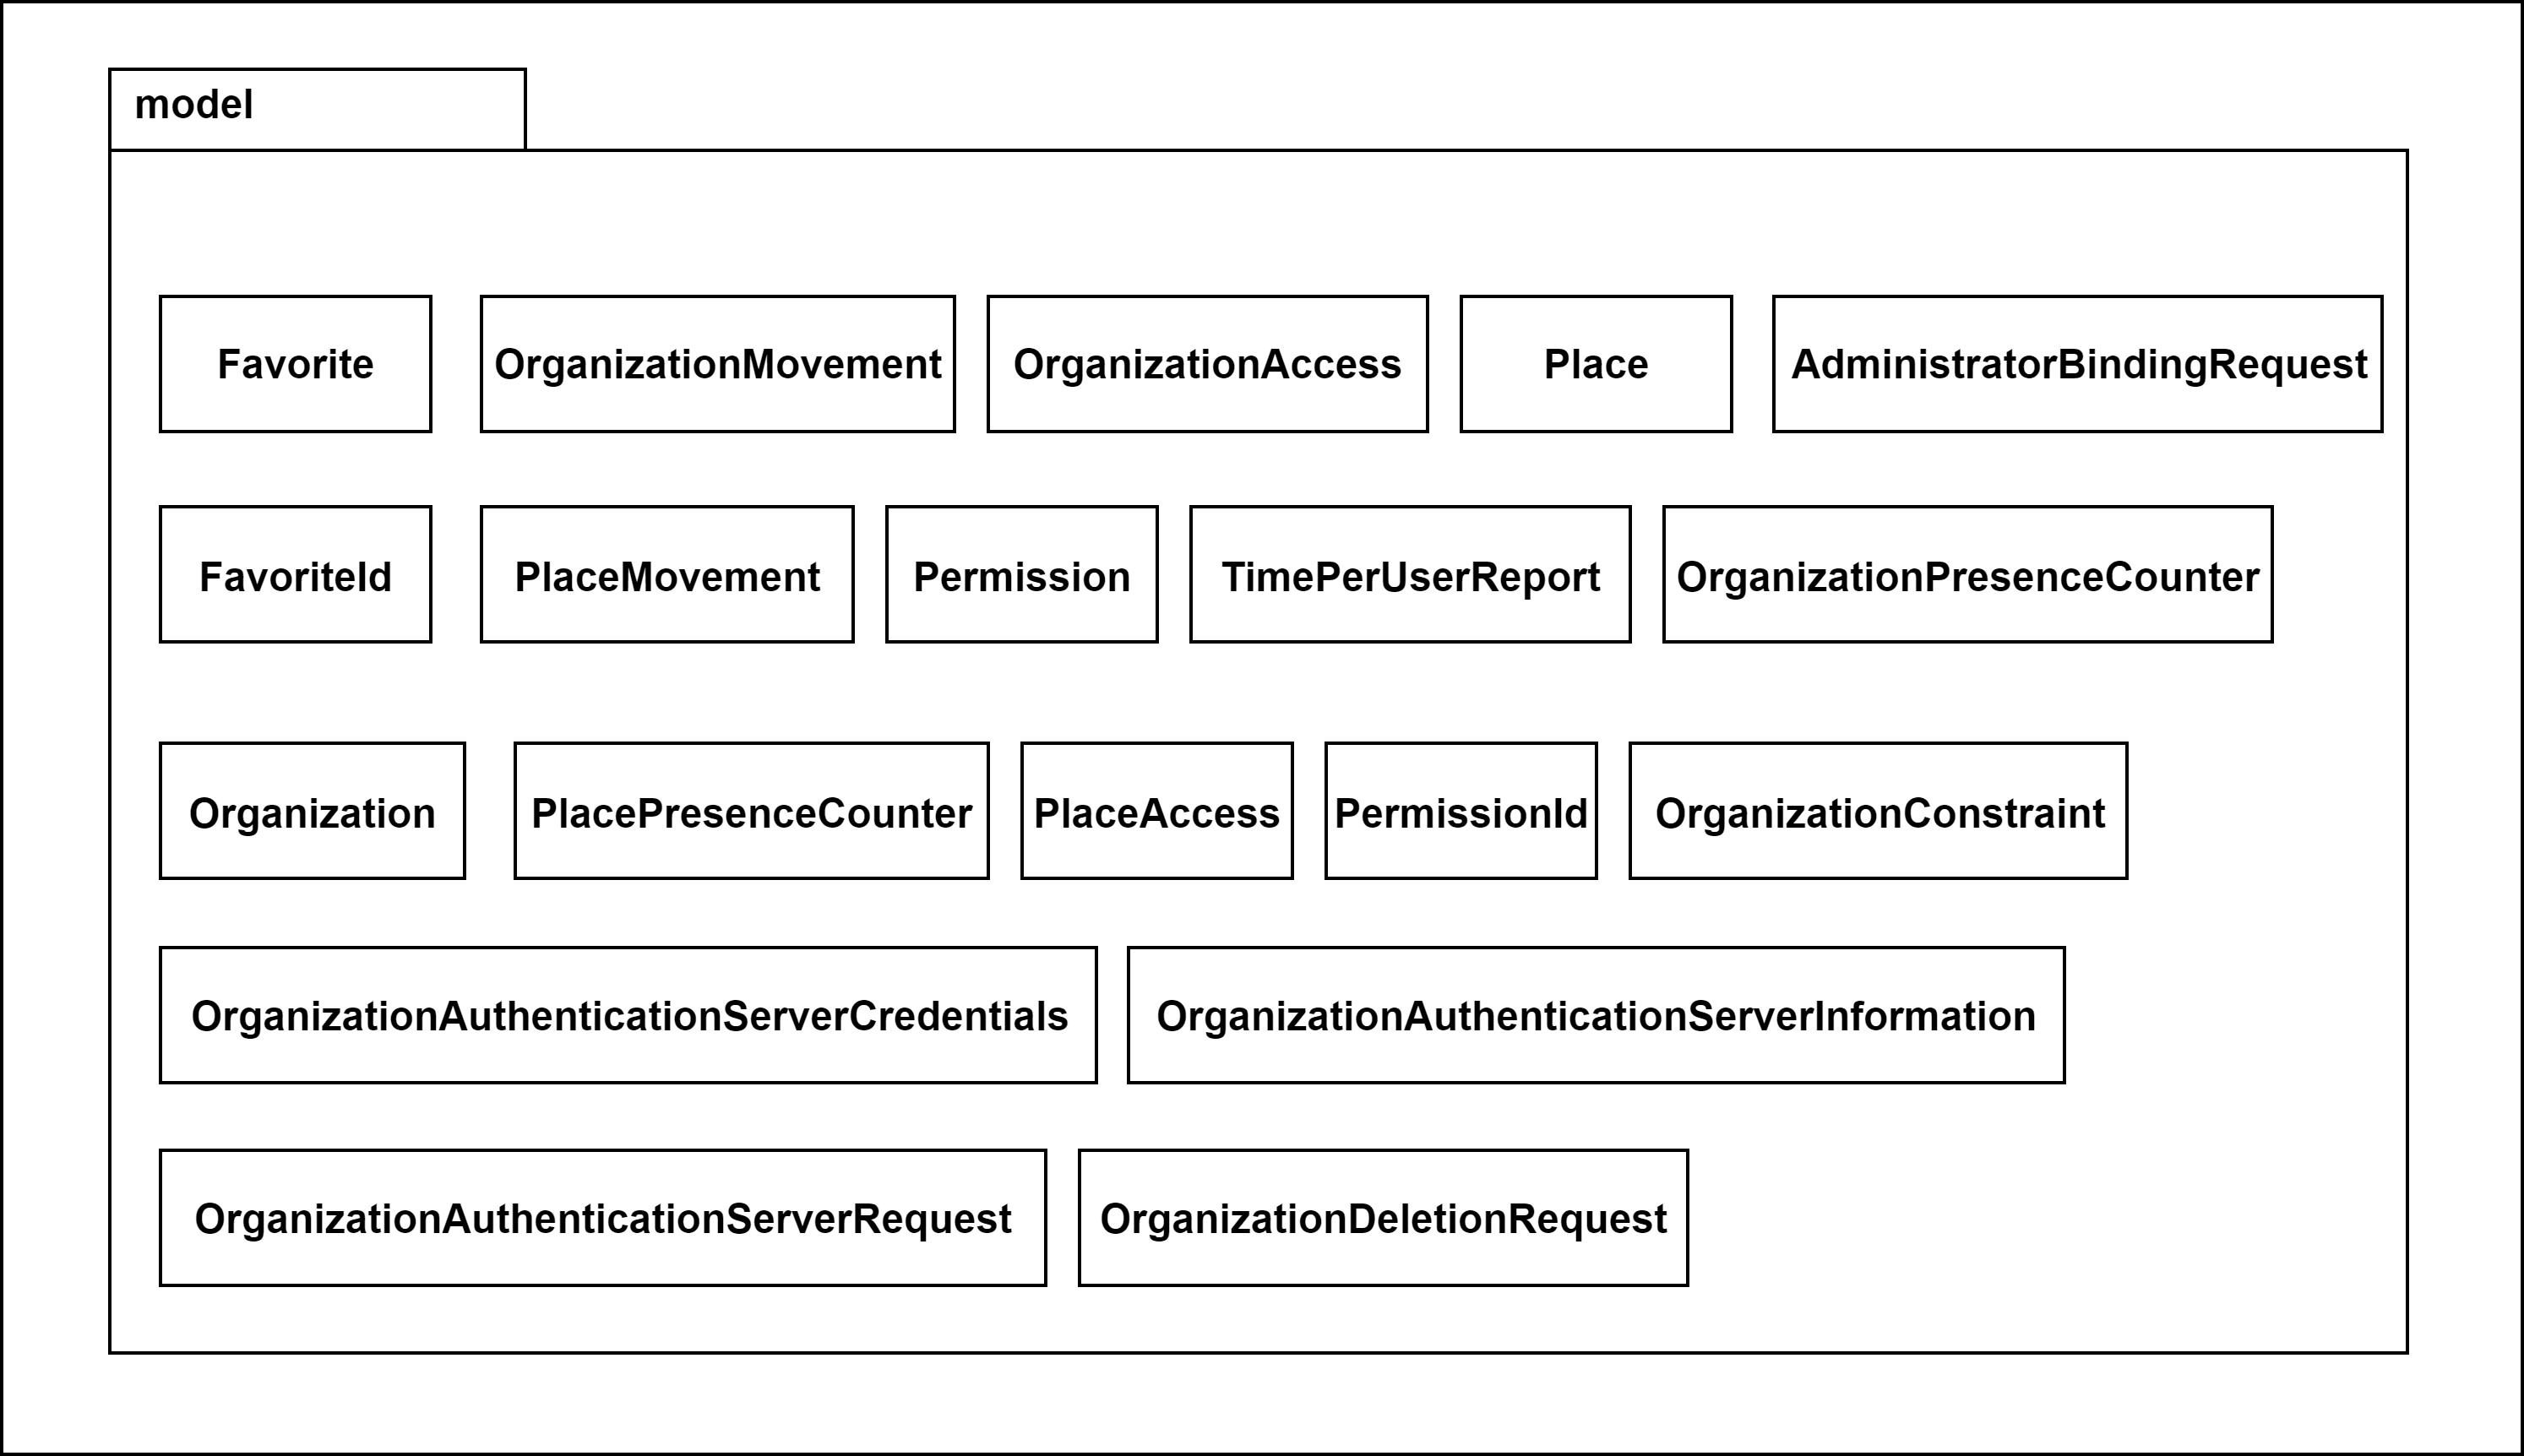 model
Favorite
OrganizationMovement
OrganizationAccess
Place
AdministratorBindingRequest
FavoriteId
PlaceMovement
Permission
TimePerUserReport
OrganizationPresenceCounter
Organization
PlacePresenceCounter
PlaceAccess
PermissionId
OrganizationConstraint
OrganizationAuthenticationServerCredentials
OrganizationAuthenticationServerInformation
OrganizationAuthenticationServerRequest
OrganizationDeletionRequest